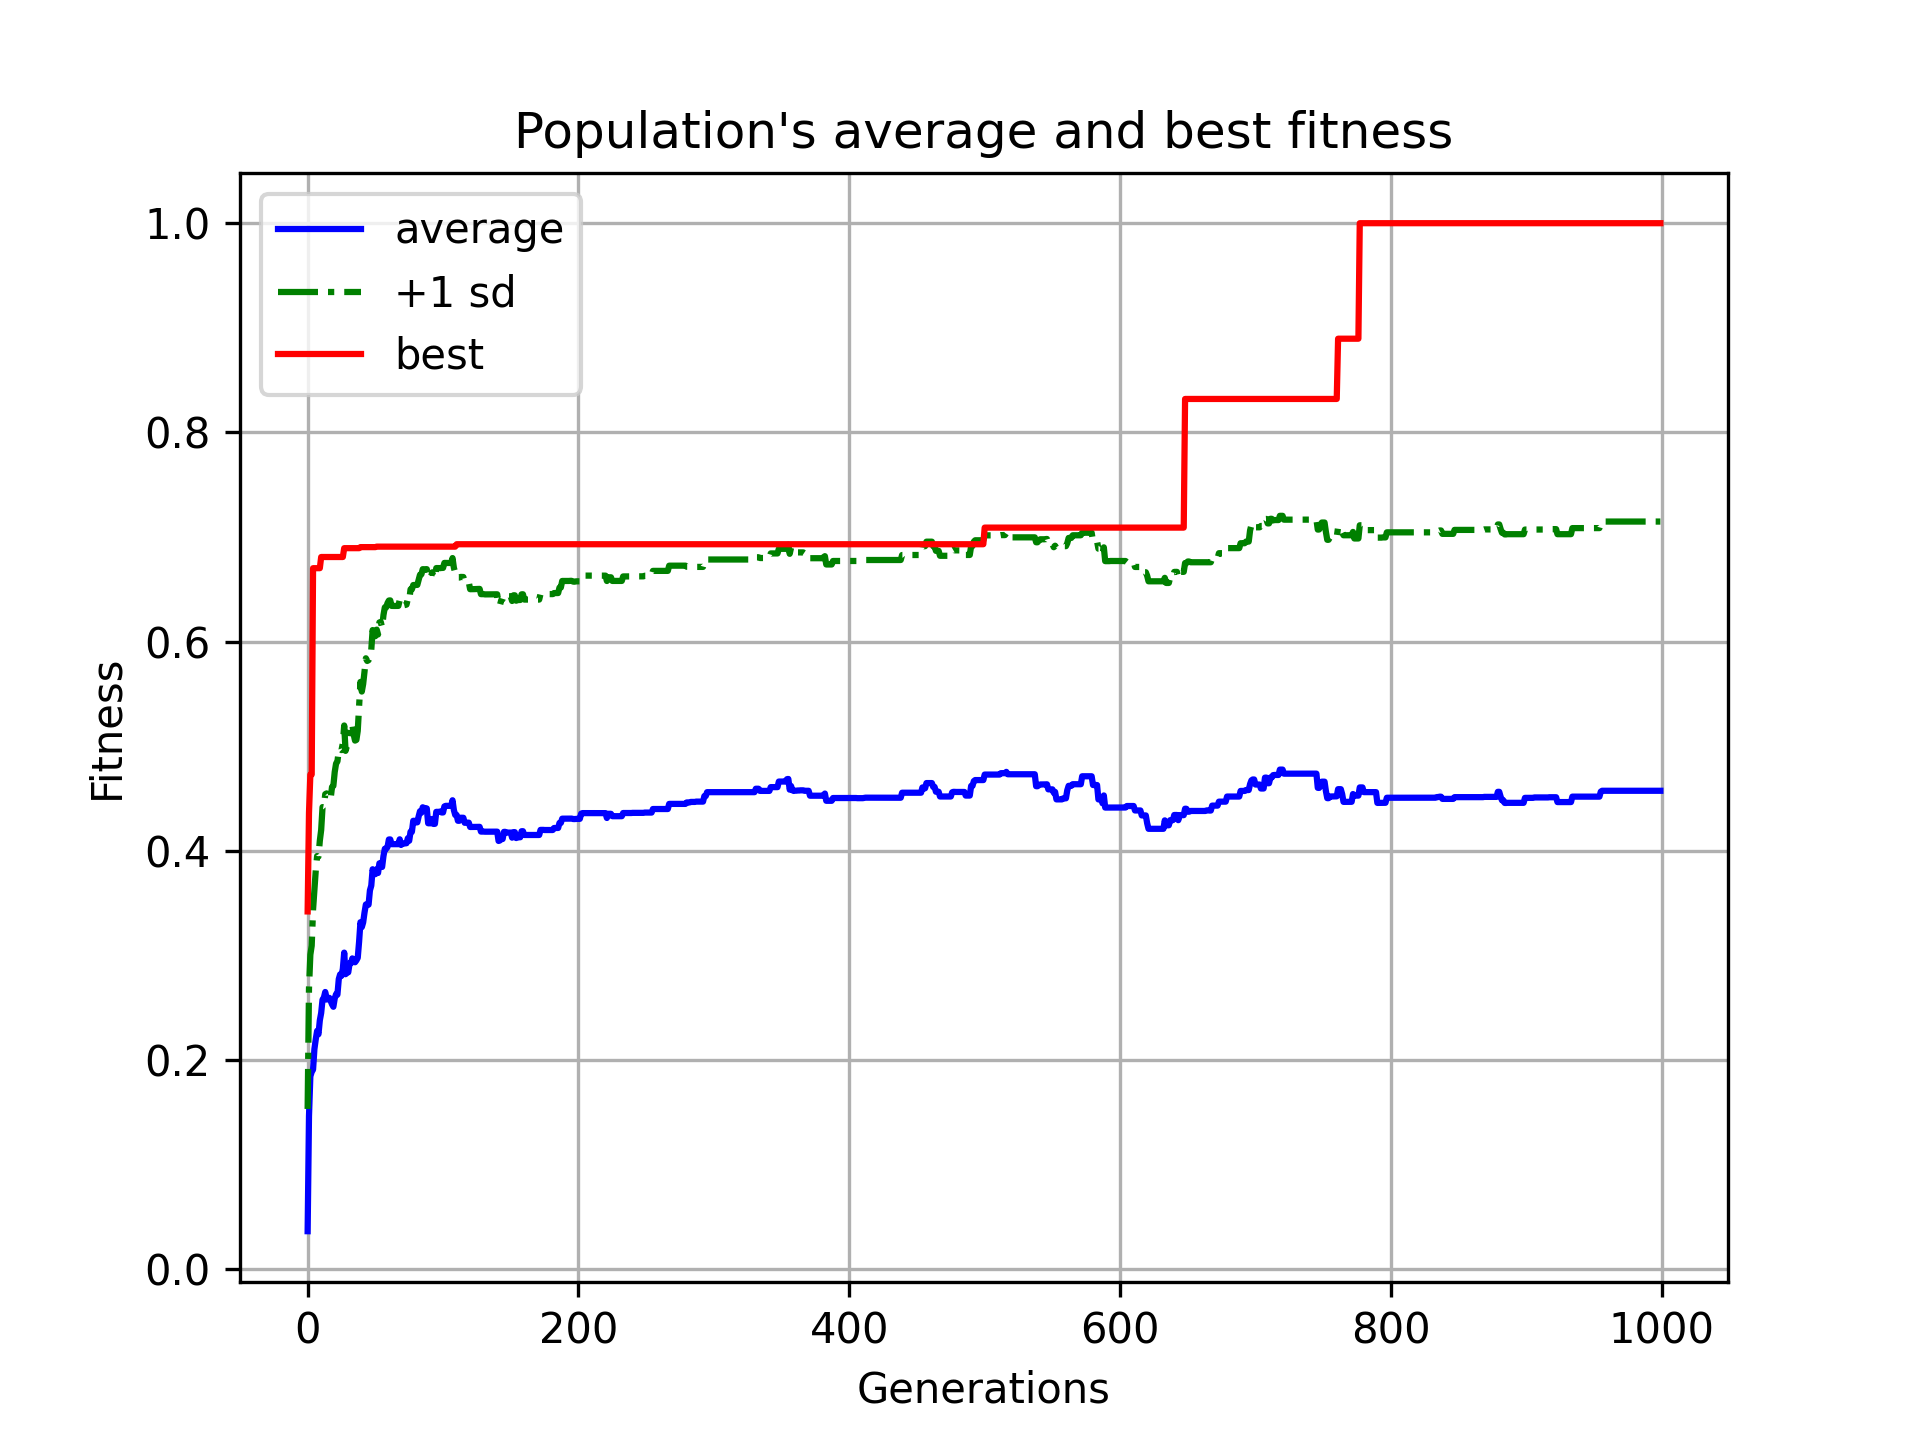 Population's average and best fitness
average
+1 sd
best
1.0
0.8
0.6
0.4
0.2
0.0
Fitness
0 200 400 600 800 1000
Generations